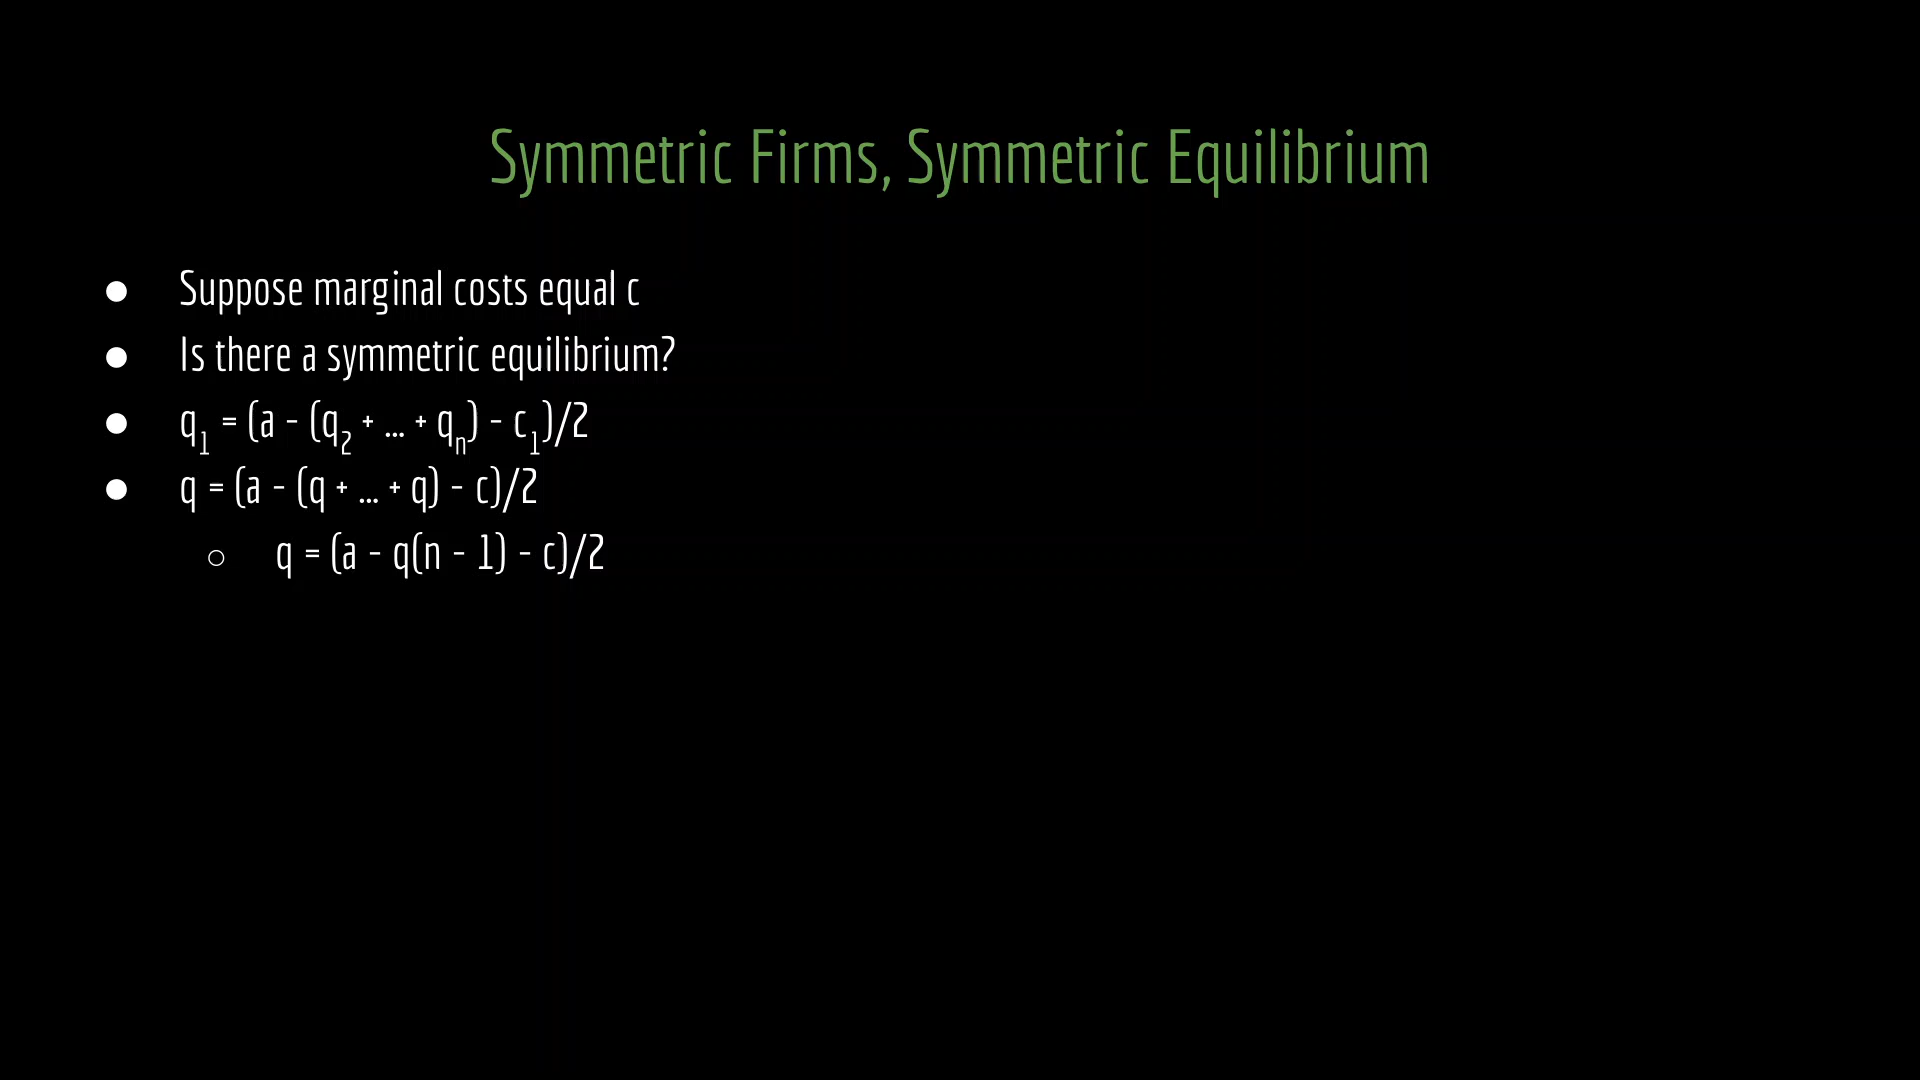 Symmetric Firms, Symmetric Equilibrium
● Suppose marginal costs equal c
● Is there a symmetric equilibrium?
● q₁ = (a - (q₂ + ... + qₙ) - c₁)/2
● q = (a - (q + ... + q) - c)/2
○ q = (a - q(n - 1) - c)/2